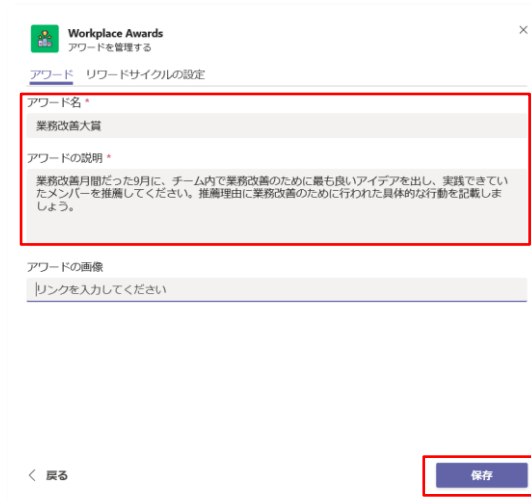 Workplace Awards
アワードを管理する
アワード リワードサイクルの設定
アワード名 *
業務改善大賞
アワードの説明 *
業務改善月間だった9月に、チーム内で業務改善のために最も良いアイデアを出し、実践できてい
たメンバーを推薦してください。推薦理由に業務改善のために行われた具体的な行動を記載しま
しょう。
アワードの画像
リンクを入力してください
戻る
保存